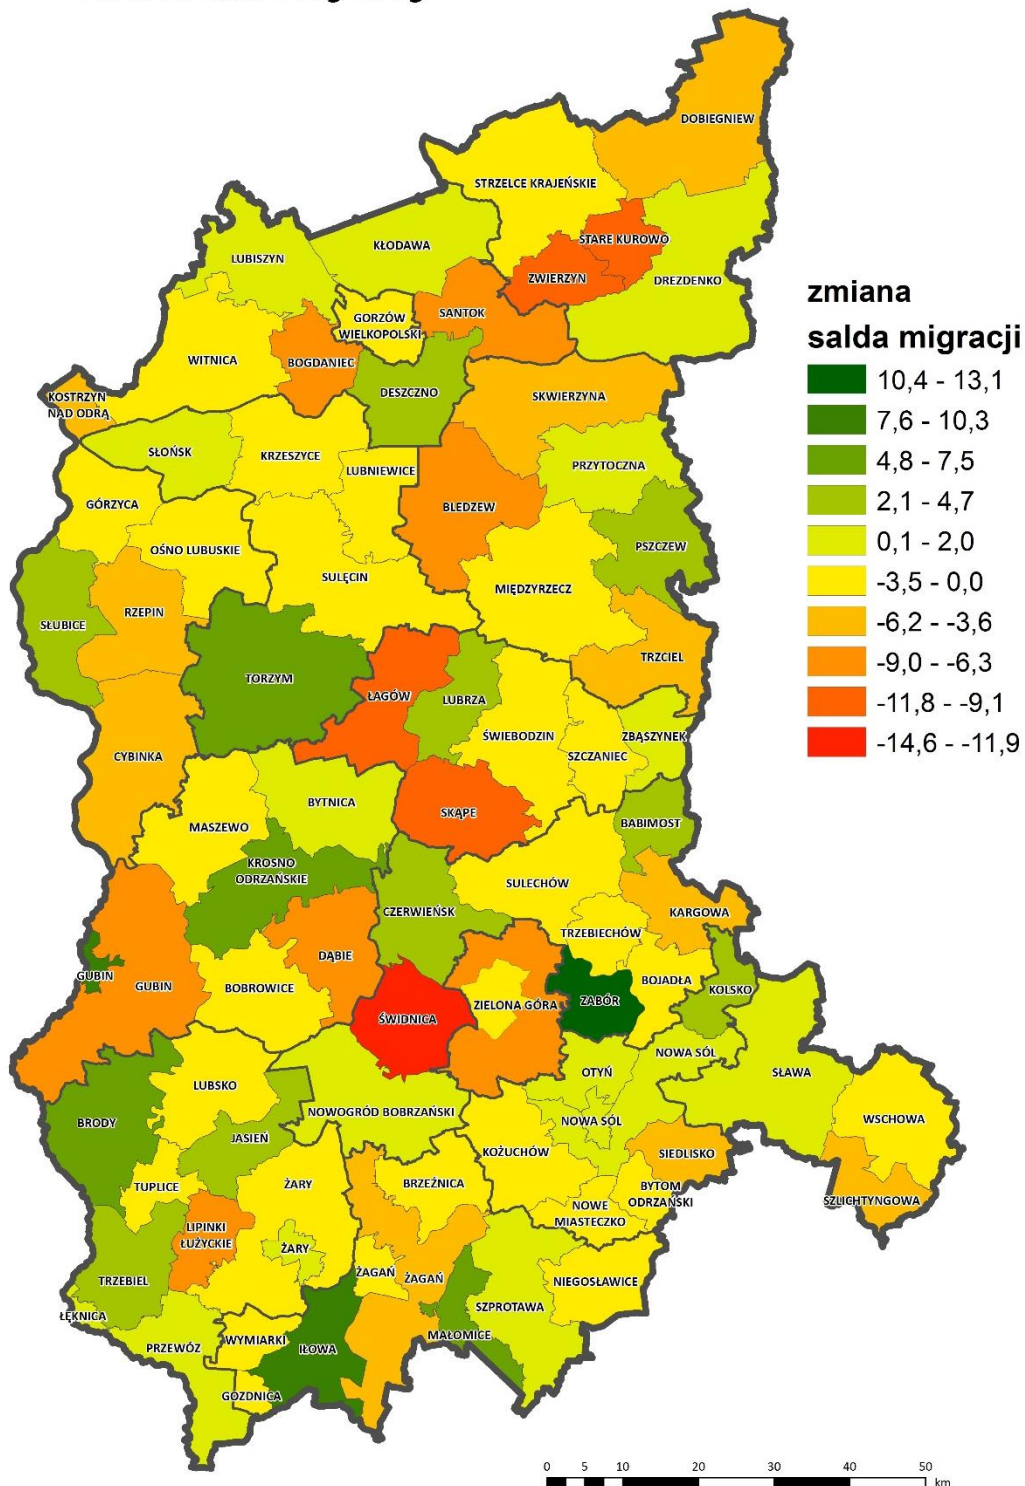 DOBIEGNIEW
STRZELCE KRAJEŃSKIE
STARE KUROWO
KŁODAWA
LUBISZYN
ZWIERZYN
DREZDENKO
zmiana
salda migracji
10,4 - 13,1
7,6 - 10,3
4,8 - 7,5
2,1 - 4,7
0,1 - 2,0
-3,5 - 0,0
-6,2 - -3,6
-9,0 - -6,3
-11,8 - -9,1
-14,6 - -11,9
SANTOK
GORZÓW
WIELKOPOLSKI
WITNICA
BOGDANIEC
DESZCZNO
KOSTRZYN
NAD ODRĄ
SKWIERZYNA
SŁOŃSK
KRZESZYCE
LUBNIEWICE
PRZYTOCZNA
GÓRZYCA
BLEDZEW
OŚNO LUBUSKIE
PSZCZEW
SULĘCIN
MIĘDZYRZECZ
RZEPIN
SŁUBICE
TRZCIEL
TORZYM
ŁAGÓW
LUBRZA
ŚWIEBODZIN
ZBĄSZYNEK
CYBINKA
SZCZANIEC
BYTNICA
SKĄPE
BABIMOST
MASZEWO
KROSNO
ODRZAŃSKIE
SULECHÓW
CZERWIEŃSK
KARGOWA
TRZEBIECHÓW
DĄBIE
GUBIN
GUBIN
BOBROWICE
BOJADŁA
KOLSKO
ZIELONA GÓRA
ZABÓR
ŚWIDNICA
NOWA SÓL
OTYŃ
SŁAWA
LUBSKO
NOWOGRÓD BOBRZAŃSKI
NOWA SÓL
WSCHOWA
BRODY
JASIEŃ
KOŻUCHÓW
SIEDLISKO
TUPLICE
ŻARY
BRZEŹNICA
BYTOM
ODRZAŃSKI
SZLICHTYNGOWA
NOWE
MIASTECZKO
LIPINKI
ŁUŻYCKIE
ŻARY
TRZEBIEL
ŻAGAŃ
ŻAGAŃ
NIEGOSŁAWICE
SZPROTAWA
ŁĘKNICA
MAŁOMICE
PRZEWÓZ
WYMIARKI
IŁOWA
GOZDNICA
0 5 10 20 30 40 50
km